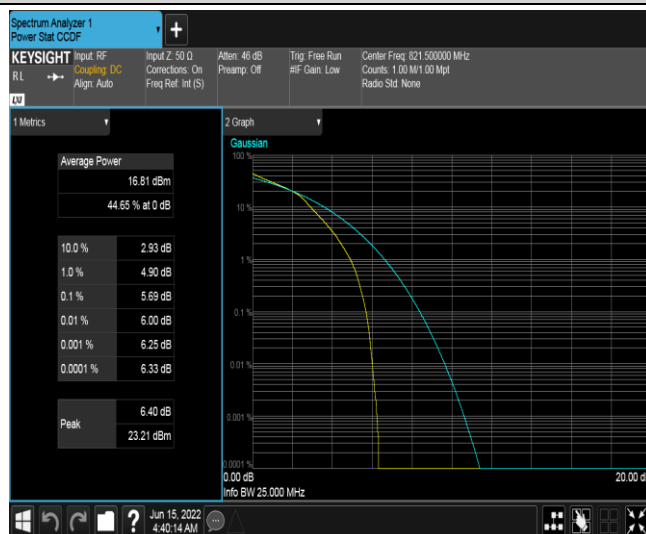 Spectrum Analyzer 1
Power Stat CCDF
+
KEYSIGHT
RL
LXI
Input: RF
Coupling: DC
Align: Auto
Input Z: 50 Ω
Corrections: On
Freq Ref: Int (S)
Atten: 46 dB
Preamp: Off
Trig: Free Run
#IF Gain: Low
Center Freq: 821.500000 MHz
Counts: 1.00 M/1.00 Mpt
Radio Std: None
1 Metrics
Average Power
16.81 dBm
44.65 % at 0 dB
10.0 % 2.93 dB
1.0 % 4.90 dB
0.1 % 5.69 dB
0.01 % 6.00 dB
0.001 % 6.25 dB
0.0001 % 6.33 dB
Peak
6.40 dB
23.21 dBm
2 Graph
Gaussian
100 %
10 %
1 %
0.1 %
0.01 %
0.001 %
0.0001 %
0.00 dB
20.00 d
Info BW 25.000 MHz
?
Jun 15, 2022
4:40:14 AM